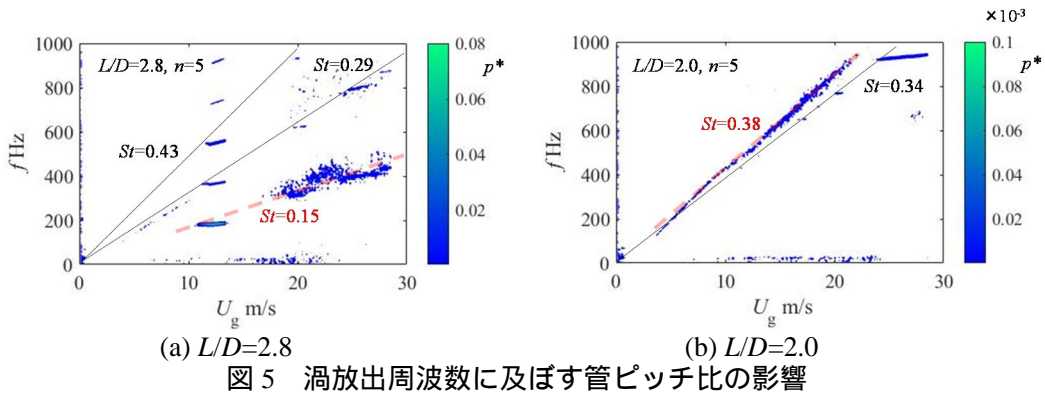 ×10-3
1000
800
600
400
200
0
f Hz
L/D=2.8, n=5
St=0.29
St=0.43
St=0.15
0.08
p*
0.06
0.04
0.02
0 10 20 30
Ug m/s
(a) L/D=2.8
1000
800
600
400
200
0
f Hz
L/D=2.0, n=5
St=0.34
St=0.38
0.1
p*
0.08
0.06
0.04
0.02
0 10 20 30
Ug m/s
(b) L/D=2.0
図 5 渦放出周波数に及ぼす管ピッチ比の影響